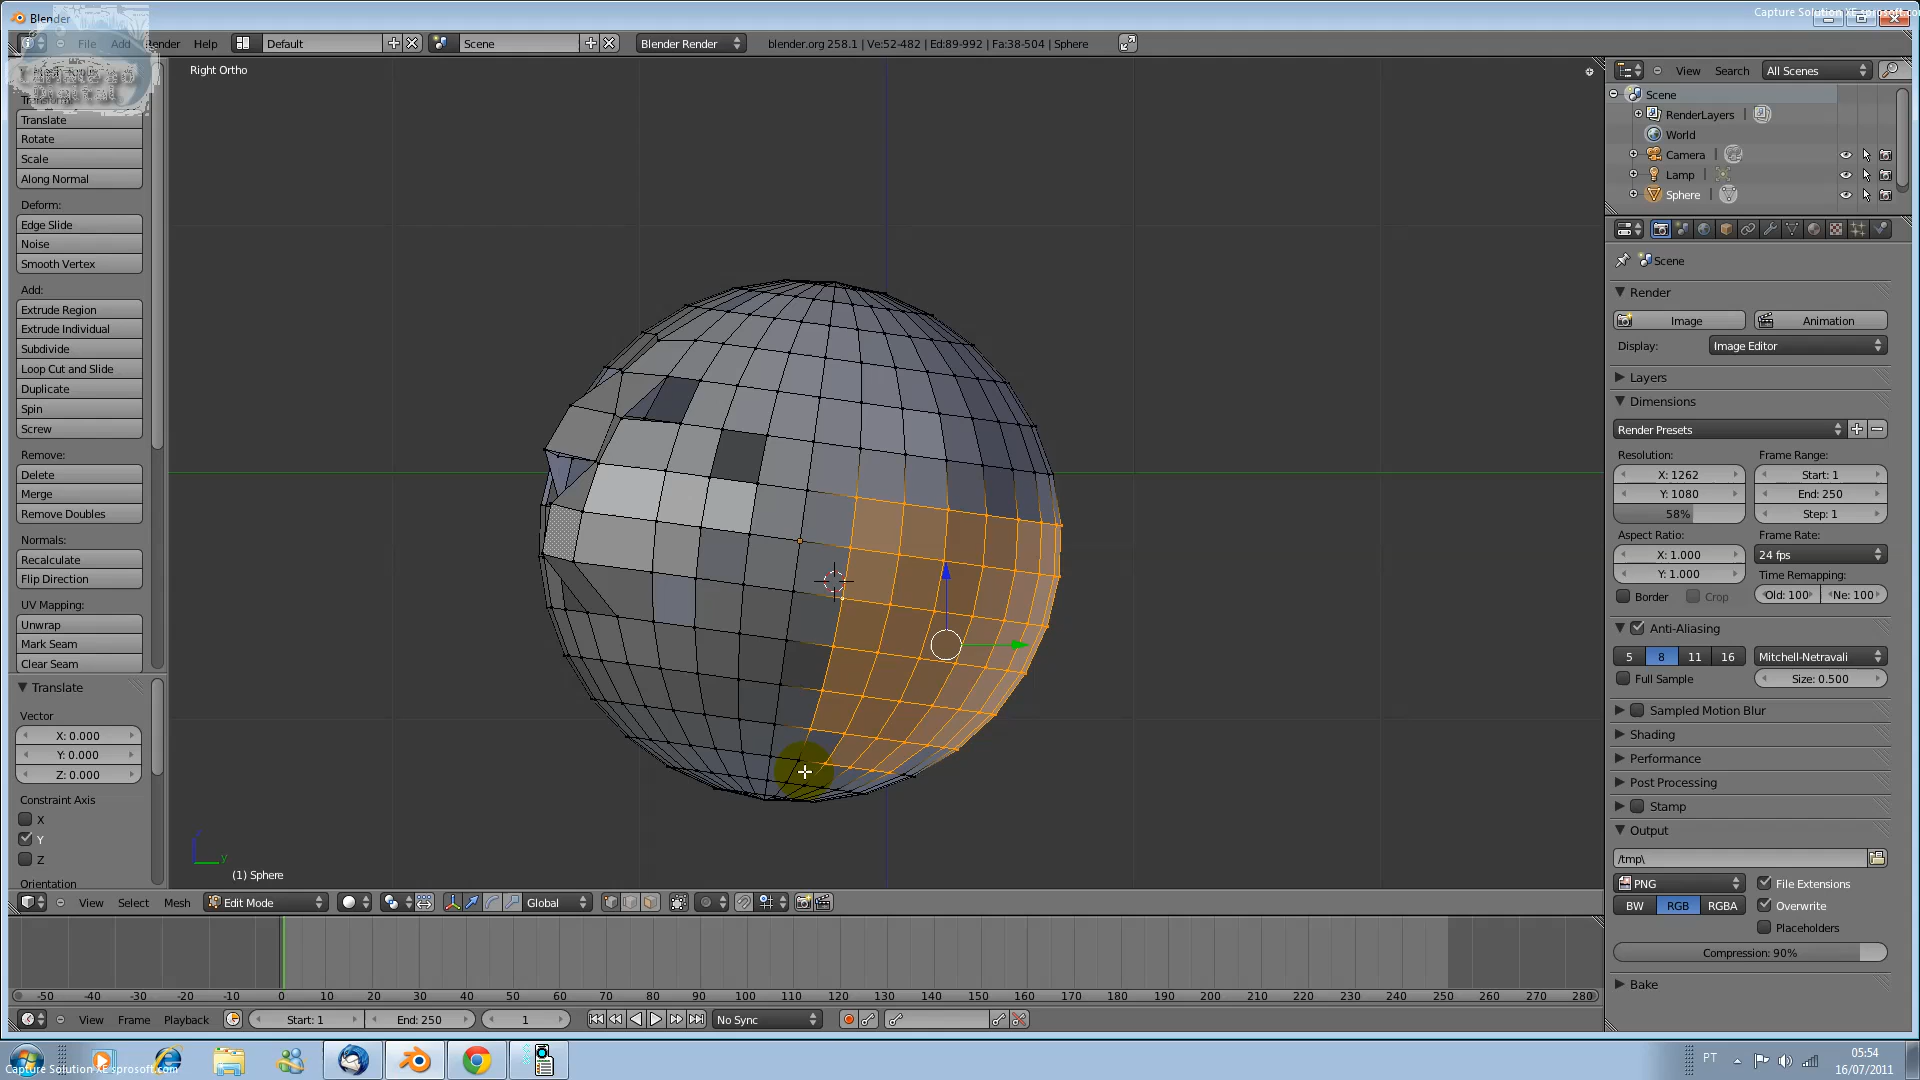 Blender
Capture Solution XE sprosoft.co
File Add Render Help
Default
Scene
Blender Render
blender.org 258.1 | Ve:52-482 | Ed:89-992 | Fa:38-504 | Sphere
Right Ortho
View Search All Scenes
Scene
RenderLayers
World
Camera
Lamp
Sphere
Transform:
Translate
Rotate
Scale
Along Normal
Deform:
Edge Slide
Noise
Smooth Vertex
Add:
Extrude Region
Extrude Individual
Subdivide
Loop Cut and Slide
Duplicate
Spin
Screw
Remove:
Delete
Merge
Remove Doubles
Normals:
Recalculate
Flip Direction
UV Mapping:
Unwrap
Mark Seam
Clear Seam
Translate
Vector
X: 0.000
Y: 0.000
Z: 0.000
Constraint Axis
X
Y
Z
Orientation
y
(1) Sphere
Scene
Render
Image Animation
Display: Image Editor
Layers
Dimensions
Render Presets
Resolution: Frame Range:
X: 1262 Start: 1
Y: 1080 End: 250
58% Step: 1
Aspect Ratio: Frame Rate:
X: 1.000 24 fps
Y: 1.000 Time Remapping:
Border Crop Old: 100 Ne: 100
Anti-Aliasing
5 8 11 16 Mitchell-Netravali
Full Sample Size: 0.500
Sampled Motion Blur
Shading
Performance
Post Processing
Stamp
Output
/tmp\
PNG File Extensions
BW RGB RGBA Overwrite
Placeholders
Compression: 90%
Bake
View Select Mesh Edit Mode Global
-50 -40 -30 -20 -10 0 10 20 30 40 50 60 70 80 90 100 110 120 130 140 150 160 170 180 190 200 210 220 230 240 250 260 270 280
View Frame Playback Start: 1 End: 250 1 No Sync
Capture Solution XE sprosoft.com
PT
05:54
16/07/2011